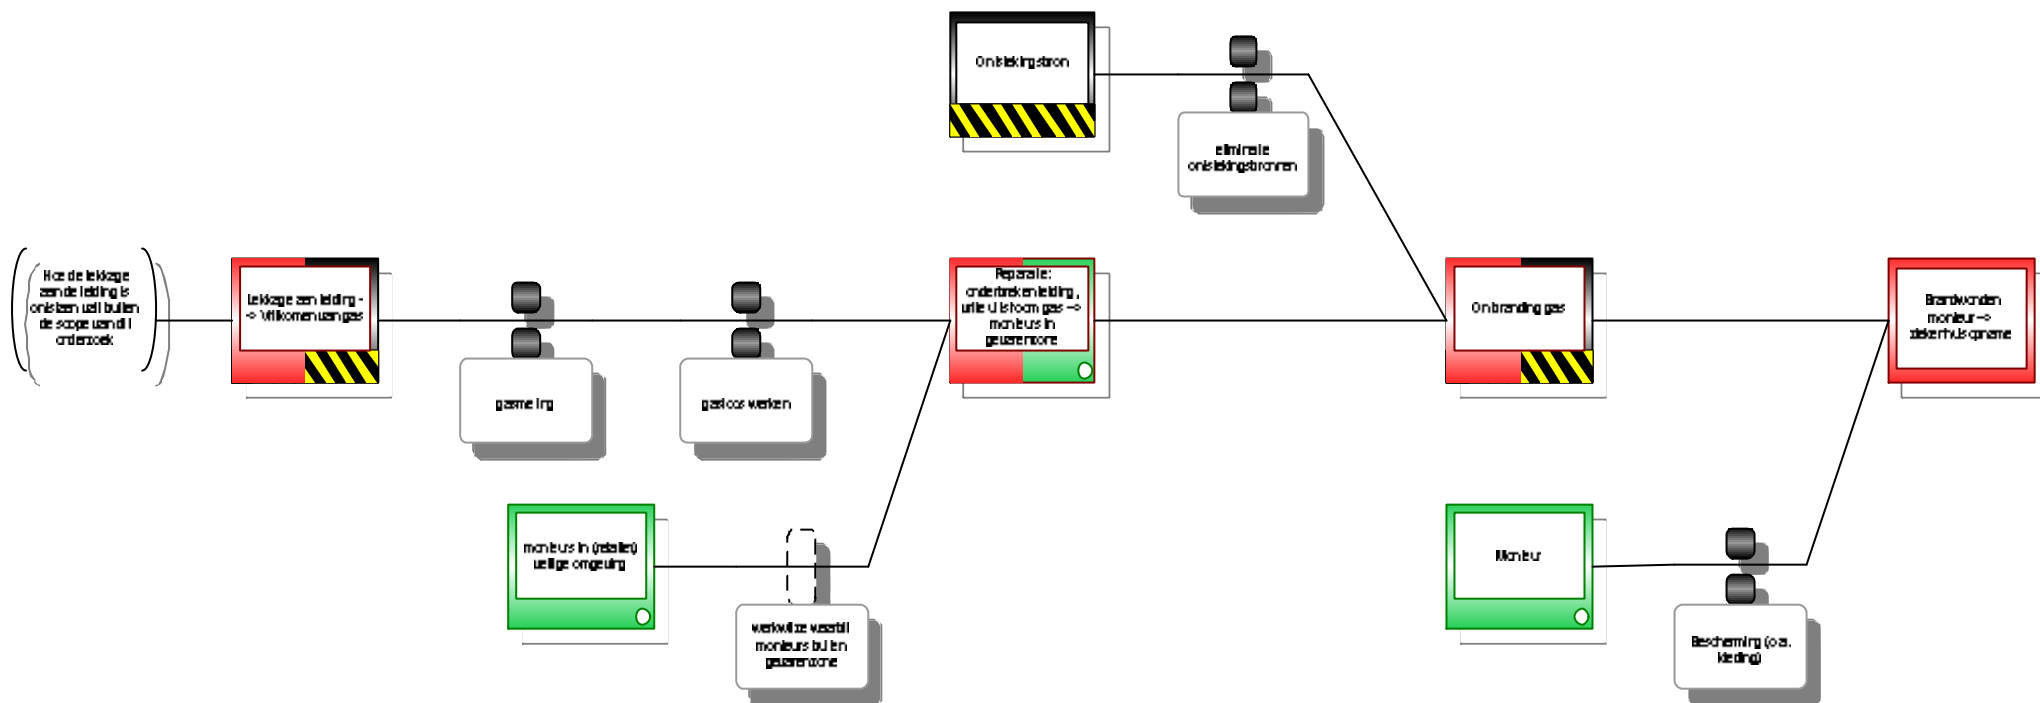 Ontstekingsbron
eliminatie
ontstekingsbronnen
Hoe de lekkage
aan de leiding is
ontstaan valt buiten
de scope van dit
onderzoek
Lekkage aan leiding -
-> Vrijkomen van gas
gasmeting
gasloos werken
Reparatie:
onderbreken leiding,
vrije uitstroom gas -->
monteurs in
gevarenzone
Ontbranding gas
Brandwonden
monteur -->
ziekenhuisopname
monteurs in (relatief)
veilige omgeving
werkwijze waarbij
monteurs buiten
gevarenzone
Monteur
Bescherming (o.a.
kleding)